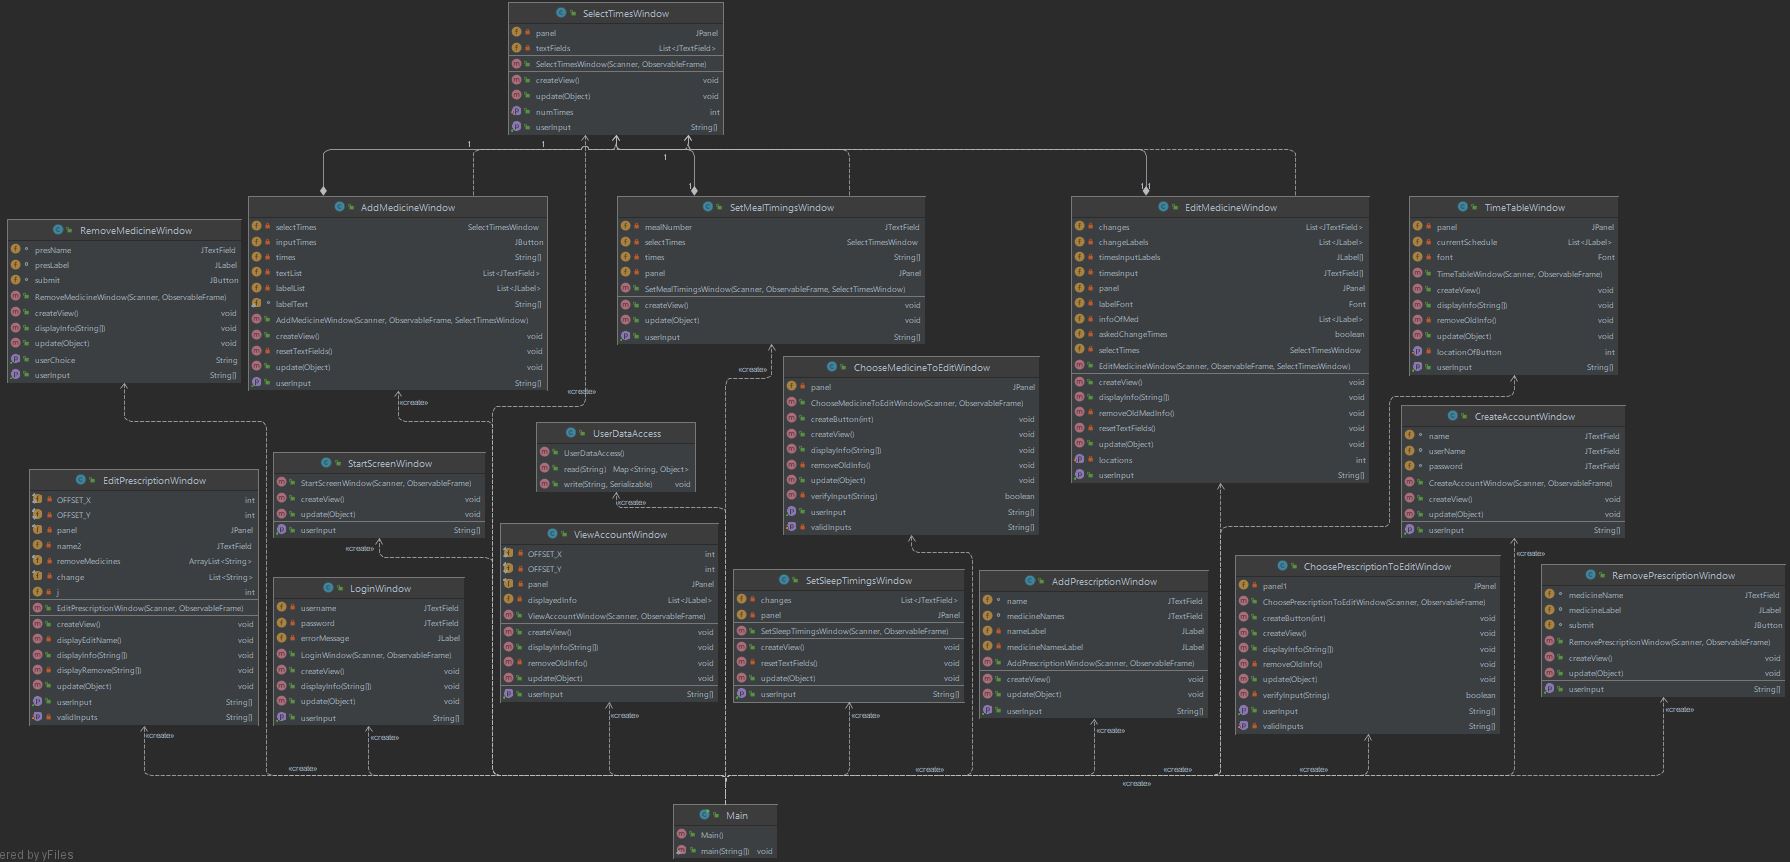 SelectTimesWindow
panel JPanel
textFields List<JTextField>
SelectTimesWindow(Scanner, ObservableFrame)
createView() void
update(Object) void
numTimes int
userInput String[]
1
1
1
1
1
1
RemoveMedicineWindow
presName JTextField
presLabel JLabel
submit JButton
RemoveMedicineWindow(Scanner, ObservableFrame)
createView() void
displayInfo(String[]) void
update(Object) void
userChoice String
userInput String[]
AddMedicineWindow
selectTimes SelectTimesWindow
inputTimes JButton
times String[]
textList List<JTextField>
labelList List<JLabel>
labelText String[]
AddMedicineWindow(Scanner, ObservableFrame, SelectTimesWindow)
createView() void
resetTextFields() void
update(Object) void
userInput String[]
SetMealTimingsWindow
mealNumber JTextField
selectTimes SelectTimesWindow
times String[]
panel JPanel
SetMealTimingsWindow(Scanner, ObservableFrame, SelectTimesWindow)
createView() void
update(Object) void
userInput String[]
EditMedicineWindow
changes List<JTextField>
changeLabels List<JLabel>
timesInputLabels JLabel[]
timesInput JTextField[]
panel JPanel
labelFont Font
infoOfMed List<JLabel>
askedChangeTimes boolean
selectTimes SelectTimesWindow
EditMedicineWindow(Scanner, ObservableFrame, SelectTimesWindow)
createView() void
displayInfo(String[]) void
removeOldMedInfo() void
resetTextFields() void
update(Object) void
locations int
userInput String[]
TimeTableWindow
panel JPanel
currentSchedule List<JLabel>
font Font
TimeTableWindow(Scanner, ObservableFrame)
createView() void
displayInfo(String[]) void
removeOldInfo() void
update(Object) void
locationOfButton int
userInput String[]
«create»
«create»
«create»
ChooseMedicineToEditWindow
panel JPanel
ChooseMedicineToEditWindow(Scanner, ObservableFrame)
createButton(int) void
createView() void
displayInfo(String[]) void
removeOldInfo() void
update(Object) void
verifyInput(String) boolean
userInput String[]
validInputs String[]
CreateAccountWindow
name JTextField
userName JTextField
password JTextField
CreateAccountWindow(Scanner, ObservableFrame)
createView() void
update(Object) void
userInput String[]
UserDataAccess
UserDataAccess()
read(String) Map<String, Object>
write(String, Serializable) void
«create»
EditPrescriptionWindow
OFFSET_X int
OFFSET_Y int
panel JPanel
name2 JTextField
removeMedicines ArrayList<String>
change List<String>
j int
EditPrescriptionWindow(Scanner, ObservableFrame)
createView() void
displayEditName() void
displayInfo(String[]) void
displayRemove(String[]) void
update(Object) void
userInput String[]
validInputs String[]
StartScreenWindow
StartScreenWindow(Scanner, ObservableFrame)
createView() void
update(Object) void
userInput String[]
«create»
LoginWindow
username JTextField
password JTextField
errorMessage JLabel
LoginWindow(Scanner, ObservableFrame)
createView() void
displayInfo(String[]) void
update(Object) void
userInput String[]
ViewAccountWindow
OFFSET_X int
OFFSET_Y int
panel JPanel
displayedInfo List<JLabel>
ViewAccountWindow(Scanner, ObservableFrame)
createView() void
displayInfo(String[]) void
removeOldInfo() void
update(Object) void
userInput String[]
SetSleepTimingsWindow
changes List<JTextField>
panel JPanel
SetSleepTimingsWindow(Scanner, ObservableFrame)
createView() void
resetTextFields() void
update(Object) void
userInput String[]
AddPrescriptionWindow
name JTextField
medicineNames JTextField
nameLabel JLabel
medicineNamesLabel JLabel
AddPrescriptionWindow(Scanner, ObservableFrame)
createView() void
update(Object) void
userInput String[]
ChoosePrescriptionToEditWindow
panel1 JPanel
ChoosePrescriptionToEditWindow(Scanner, ObservableFrame)
createButton(int) void
createView() void
displayInfo(String[]) void
removeOldInfo() void
update(Object) void
verifyInput(String) boolean
userInput String[]
validInputs String[]
«create»
RemovePrescriptionWindow
medicineName JTextField
medicineLabel JLabel
submit JButton
RemovePrescriptionWindow(Scanner, ObservableFrame)
createView() void
update(Object) void
userInput String[]
«create»
«create»
«create»
«create»
«create»
«create»
«create»
«create»
«create»
«create»
«create»
Main
Main()
main(String[]) void
ered by yFiles